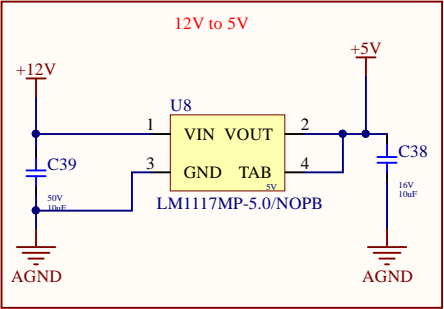 12V to 5V
+5V
+12V
U8
1 VIN VOUT 2
C39
3 GND TAB 4
C38
5V
50V
10uF
16V
10uF
LM1117MP-5.0/NOPB
AGND
AGND